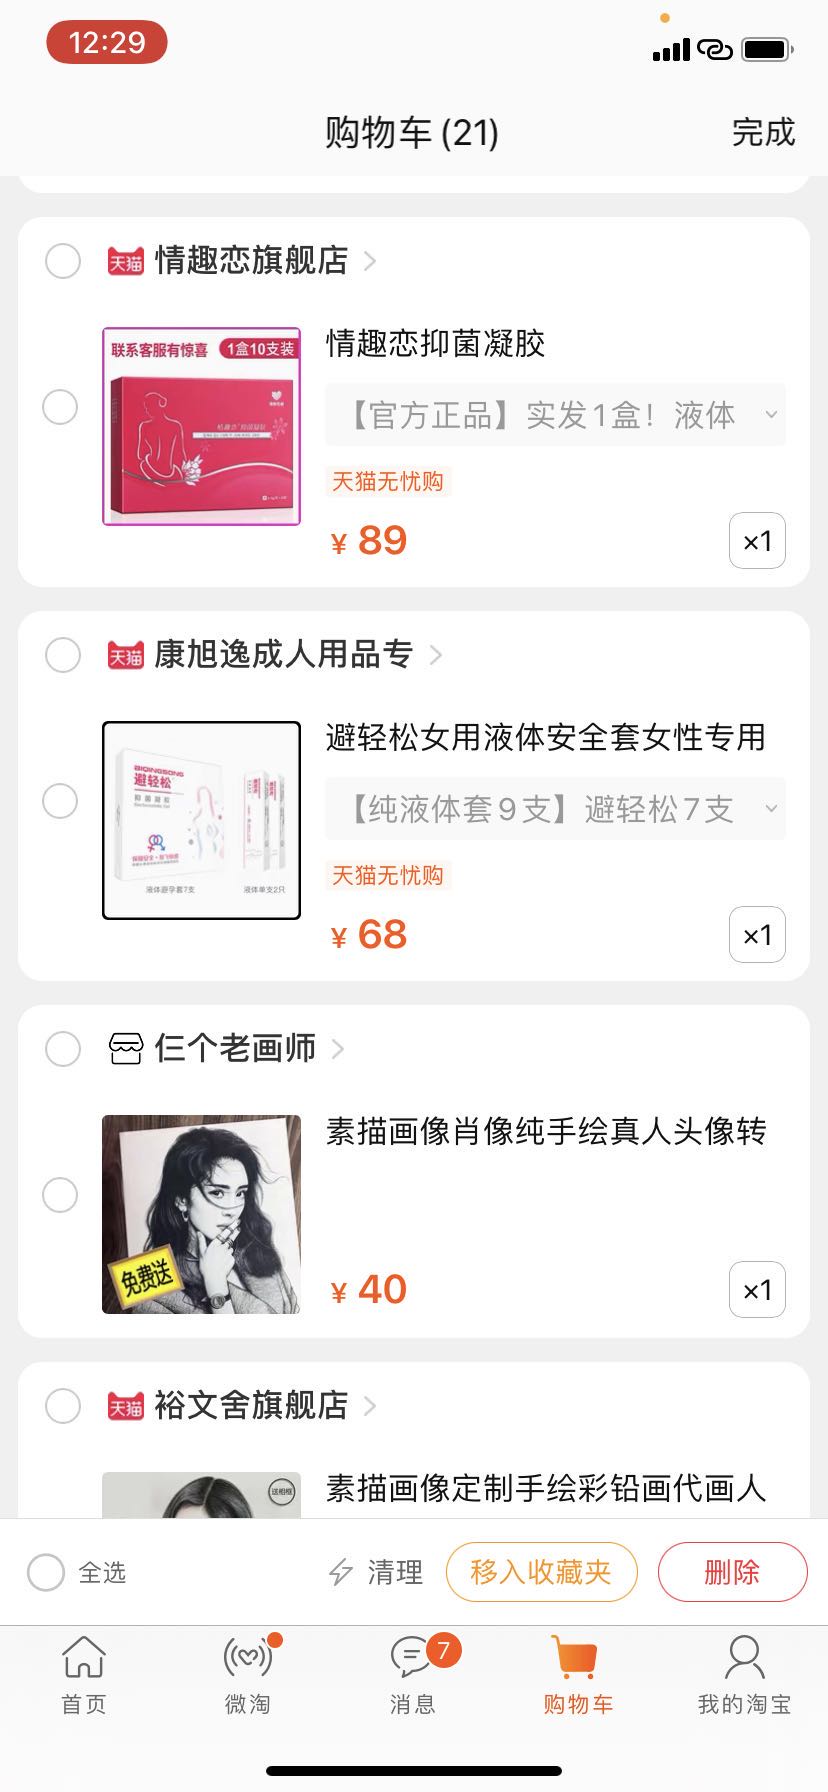 12:29
购物车(21)
完成
天猫 情趣恋旗舰店
联系客服有惊喜 1盒10支装
情趣恋抑菌凝胶
【官方正品】实发1盒！液体
天猫无忧购
¥ 89
×1
天猫 康旭逸成人用品专
BIQINGSONG
避轻松
抑菌凝胶
液体避孕套7支
液体单支2只
避轻松女用液体安全套女性专用
【纯液体套9支】避轻松7支
天猫无忧购
¥ 68
×1
仨个老画师
免费送
素描画像肖像纯手绘真人头像转
¥ 40
×1
天猫 裕文舍旗舰店
送相框
素描画像定制手绘彩铅画代画人
全选
清理
移入收藏夹
删除
7
首页
微淘
消息
购物车
我的淘宝